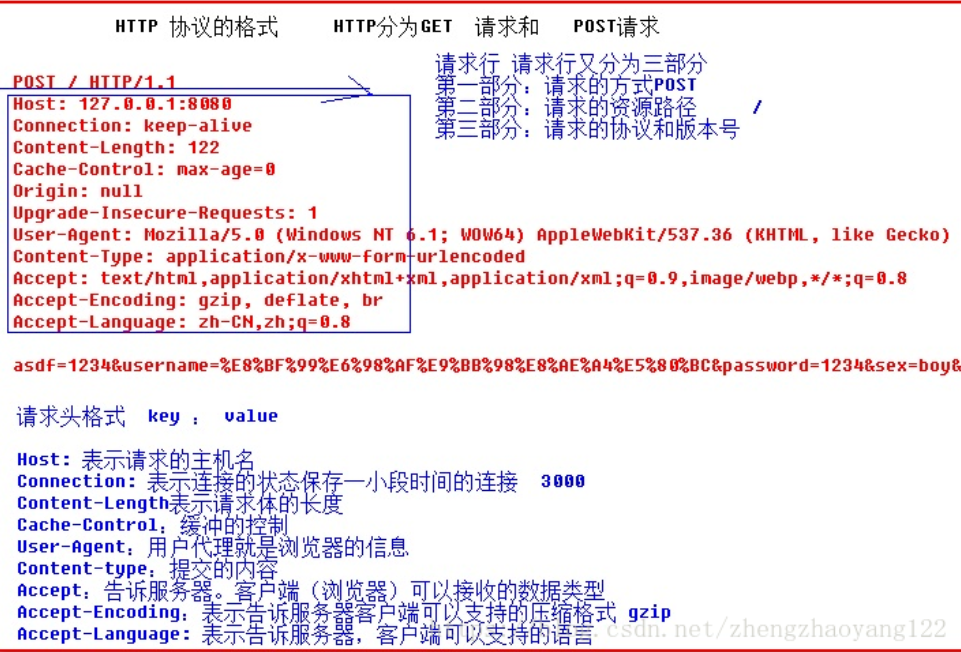 HTTP 协议的格式 HTTP分为GET 请求和 POST请求
请求行 请求行又分为三部分
第一部分：请求的方式POST
第二部分：请求的资源路径 /
第三部分：请求的协议和版本号
POST / HTTP/1.1
Host: 127.0.0.1:8080
Connection: keep-alive
Content-Length: 122
Cache-Control: max-age=0
Origin: null
Upgrade-Insecure-Requests: 1
User-Agent: Mozilla/5.0 (Windows NT 6.1; WOW64) AppleWebKit/537.36 (KHTML, like Gecko)
Content-Type: application/x-www-form-urlencoded
Accept: text/html,application/xhtml+xml,application/xml;q=0.9,image/webp,*/*;q=0.8
Accept-Encoding: gzip, deflate, br
Accept-Language: zh-CN,zh;q=0.8
asdf=1234&username=%E8%BF%99%E6%98%AF%E9%BB%98%E8%AE%A4%E5%80%BC&password=1234&sex=boy&
请求头格式 key ： value
Host: 表示请求的主机名
Connection: 表示连接的状态保存一小段时间的连接 3000
Content-Length表示请求体的长度
Cache-Control：缓冲的控制
User-Agent：用户代理就是浏览器的信息
Content-type：提交的内容
Accept：告诉服务器。客户端（浏览器）可以接收的数据类型
Accept-Encoding：表示告诉服务器客户端可以支持的压缩格式 gzip
Accept-Language: 表示告诉服务器，客户端可以支持的语言
csdn.net/zhengzhaoyang122